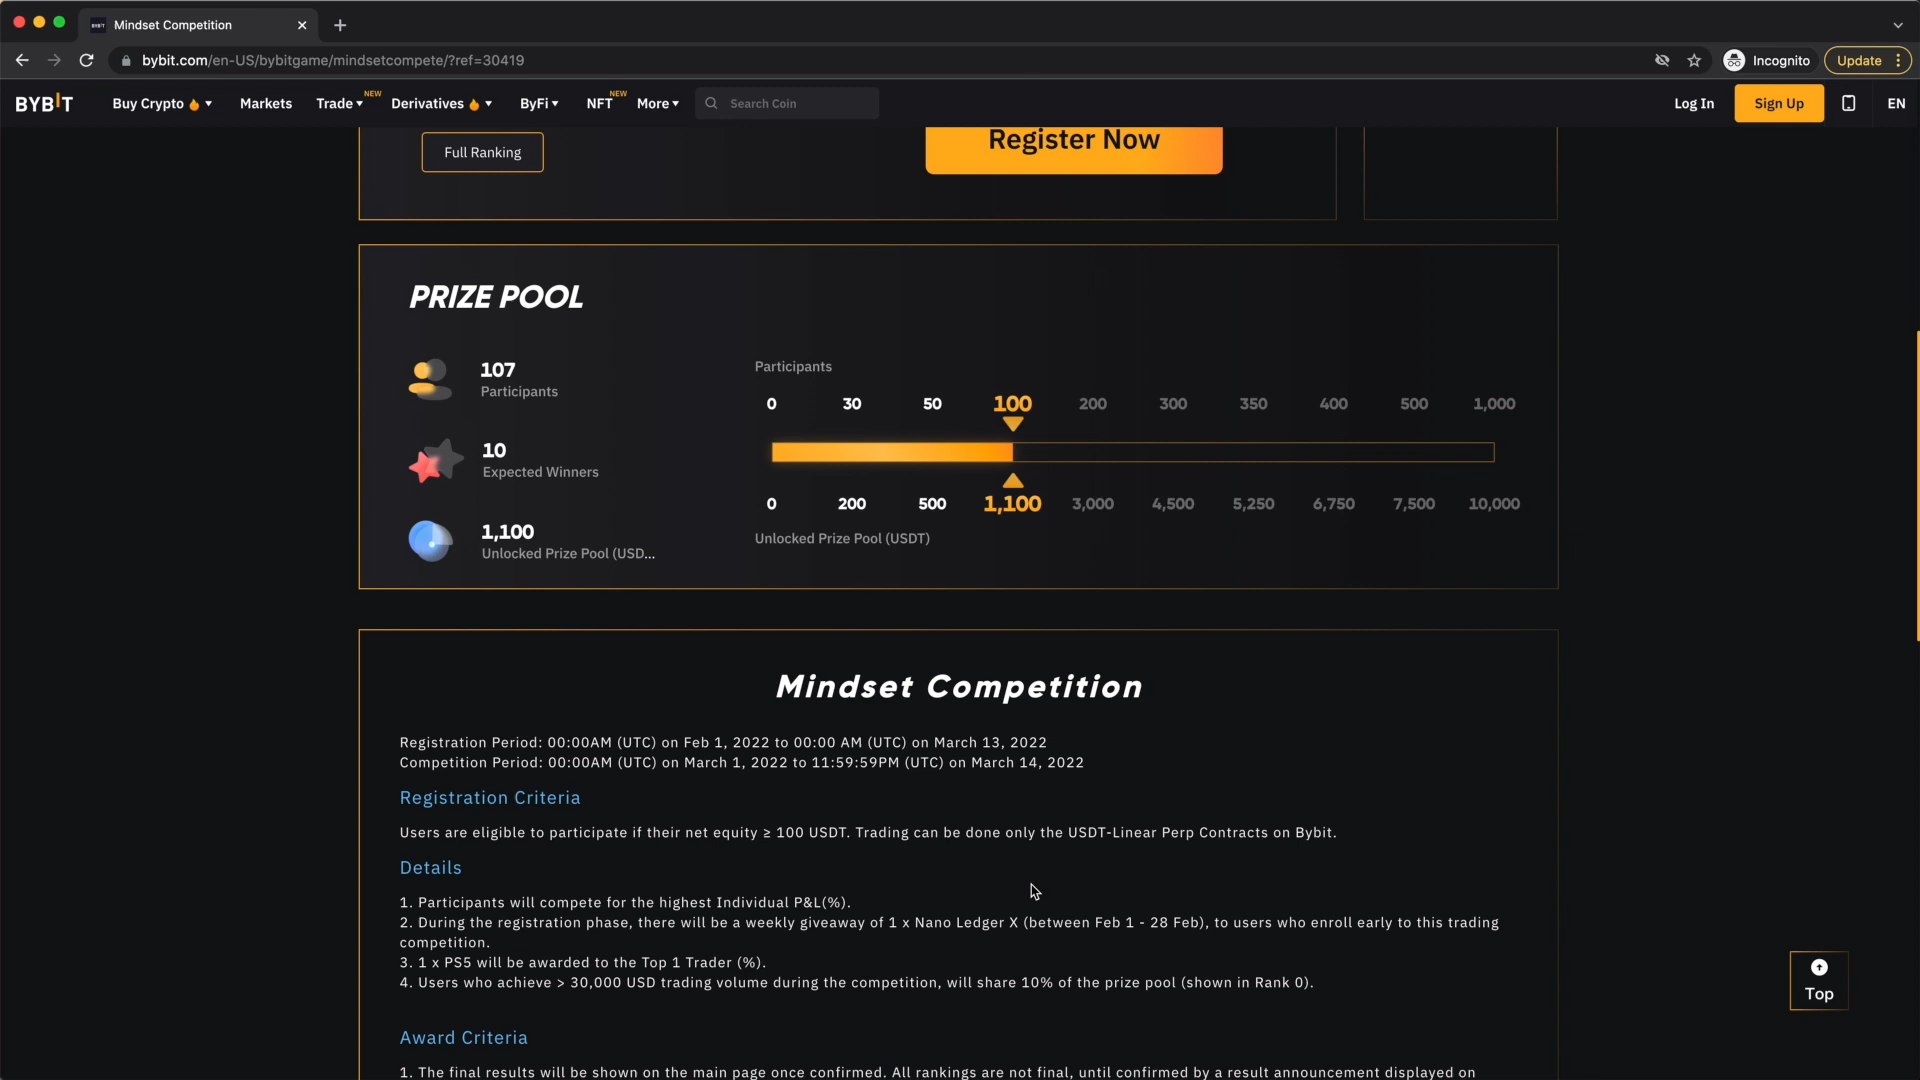 Mindset Competition
bybit.com/en-US/bybitgame/mindsetcompete/?ref=30419
Incognito
Update
BYBIT
Buy Crypto
Markets
Trade
NEW
Derivatives
ByFi
NFT
NEW
More
Search Coin
Log In
Sign Up
EN
Full Ranking
Register Now
PRIZE POOL
107
Participants
10
Expected Winners
1,100
Unlocked Prize Pool (USD...
Participants
0 30 50 100 200 300 350 400 500 1,000
0 200 500 1,100 3,000 4,500 5,250 6,750 7,500 10,000
Unlocked Prize Pool (USDT)
Mindset Competition
Registration Period: 00:00AM (UTC) on Feb 1, 2022 to 00:00 AM (UTC) on March 13, 2022
Competition Period: 00:00AM (UTC) on March 1, 2022 to 11:59:59PM (UTC) on March 14, 2022
Registration Criteria
Users are eligible to participate if their net equity ≥ 100 USDT. Trading can be done only the USDT-Linear Perp Contracts on Bybit.
Details
1. Participants will compete for the highest Individual P&L(%).
2. During the registration phase, there will be a weekly giveaway of 1 x Nano Ledger X (between Feb 1 - 28 Feb), to users who enroll early to this trading
competition.
3. 1 x PS5 will be awarded to the Top 1 Trader (%).
4. Users who achieve > 30,000 USD trading volume during the competition, will share 10% of the prize pool (shown in Rank 0).
Top
Award Criteria
1. The final results will be shown on the main page once confirmed. All rankings are not final, until confirmed by a result announcement displayed on